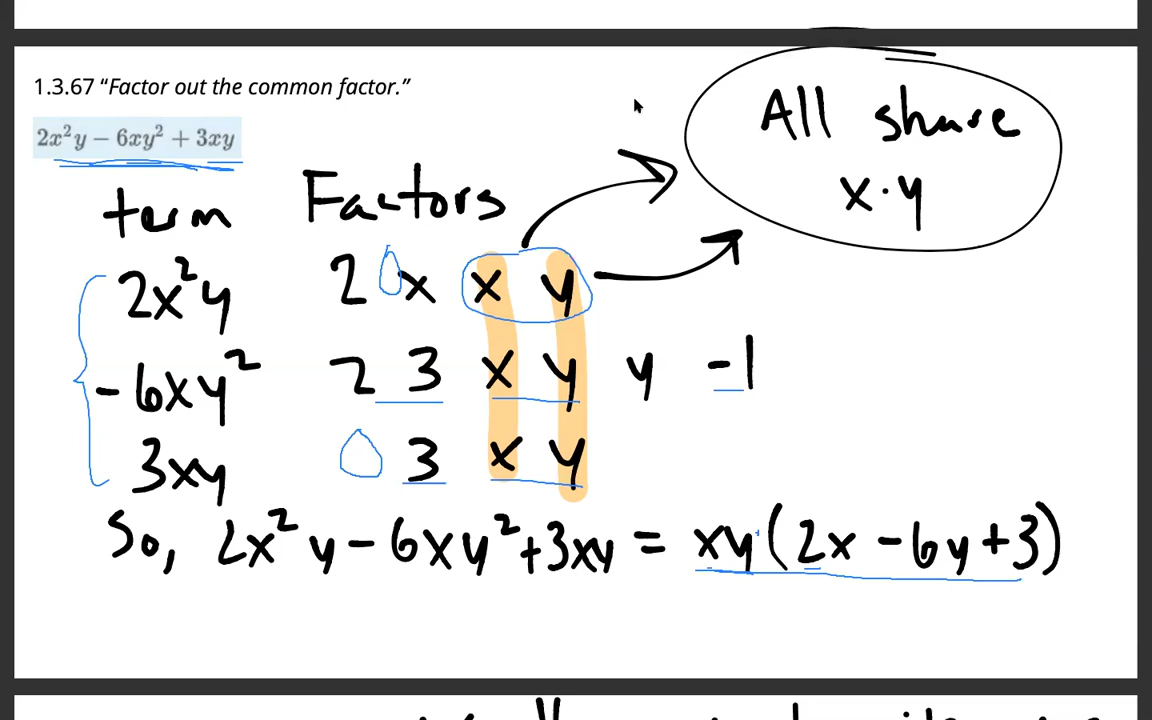 1.3.67 “Factor out the common factor.”
2x²y − 6xy² + 3xy
All share
x·y
term Factors
2x²y 2 x x y
-6xy² 2 3 x y y -1
3xy 3 x y
So, 2x²y - 6xy² + 3xy = xy(2x - 6y + 3)